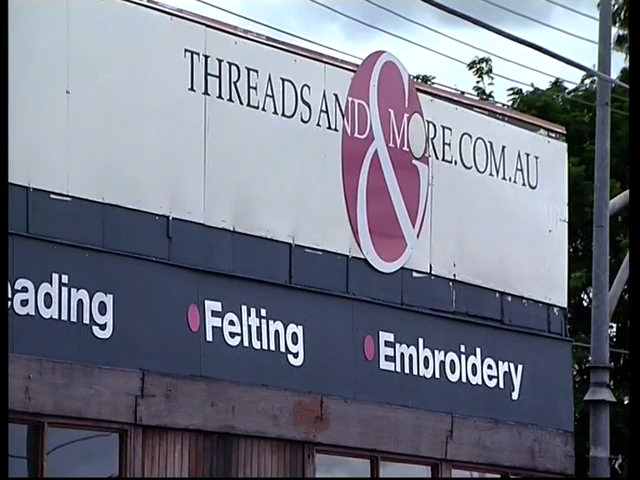 THREADSANDMORE.COM.AU
&
eading • Felting • Embroidery